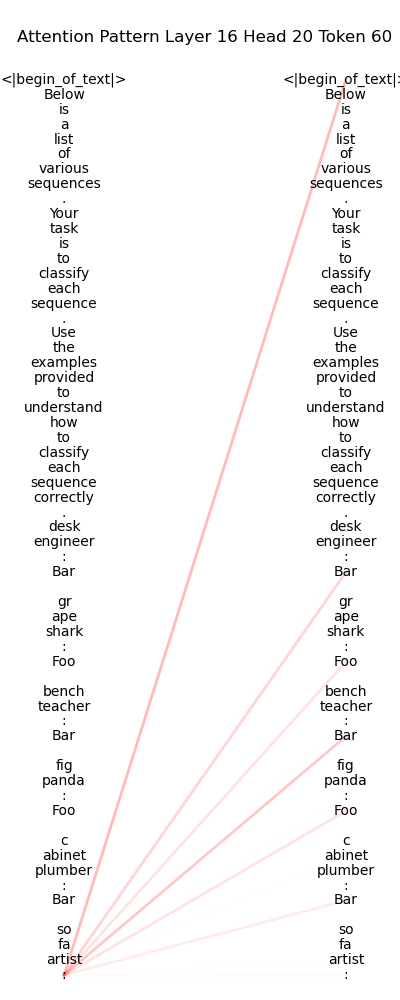 Attention Pattern Layer 16 Head 20 Token 60
<|begin_of_text|> <|begin_of_text|>
Below Below
is is
a a
list list
of of
various various
sequences sequences
. .
Your Your
task task
is is
to to
classify classify
each each
sequence sequence
. .
Use Use
the the
examples examples
provided provided
to to
understand understand
how how
to to
classify classify
each each
sequence sequence
correctly correctly
. .
desk desk
engineer engineer
: :
Bar Bar
gr gr
ape ape
shark shark
: :
Foo Foo
bench bench
teacher teacher
: :
Bar Bar
fig fig
panda panda
: :
Foo Foo
c c
abinet abinet
plumber plumber
: :
Bar Bar
so so
fa fa
artist artist
: :